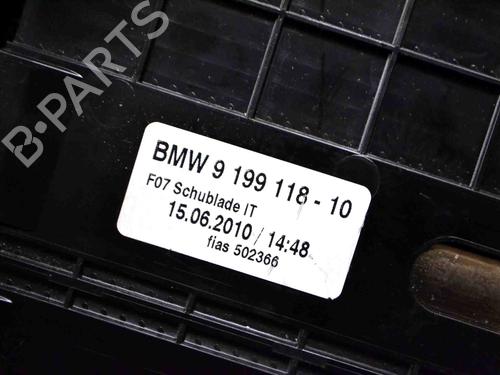 B-PARTS
BMW 9 199 118 - 10
F07 Schublade IT
15.06.2010 / 14:48
fias 502366